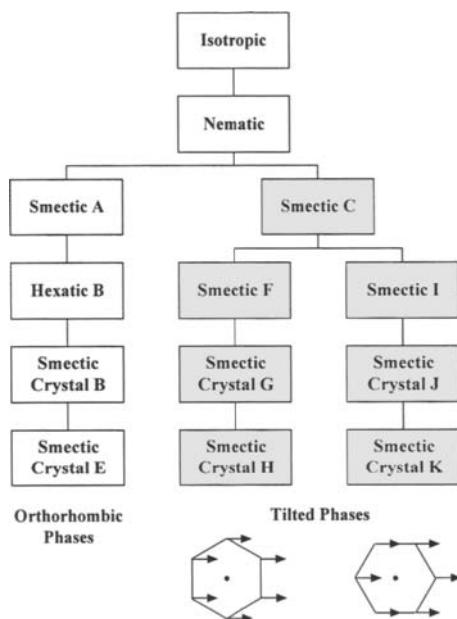 Isotropic
Nematic
Smectic A
Smectic C
Hexatic B
Smectic F
Smectic I
Smectic
Crystal B
Smectic
Crystal G
Smectic
Crystal J
Smectic
Crystal E
Smectic
Crystal H
Smectic
Crystal K
Orthorhombic
Phases
Tilted Phases